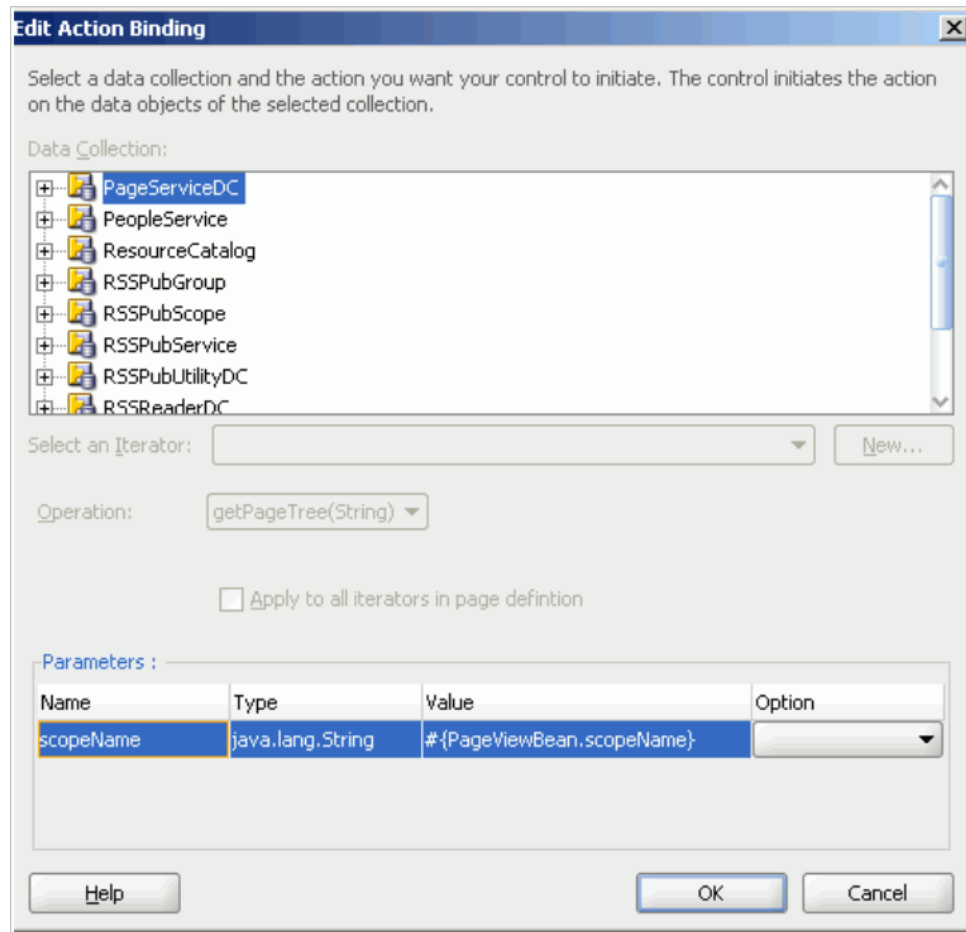 Edit Action Binding
Select a data collection and the action you want your control to initiate. The control initiates the action
on the data objects of the selected collection.
Data Collection:
PageServiceDC
PeopleService
ResourceCatalog
RSSPubGroup
RSSPubScope
RSSPubService
RSSPubUtilityDC
RSSReaderDC
Select an Iterator: New...
Operation: getPageTree(String)
Apply to all iterators in page defintion
Parameters :
Name Type Value Option
scopeName java.lang.String #{PageViewBean.scopeName}
Help OK Cancel